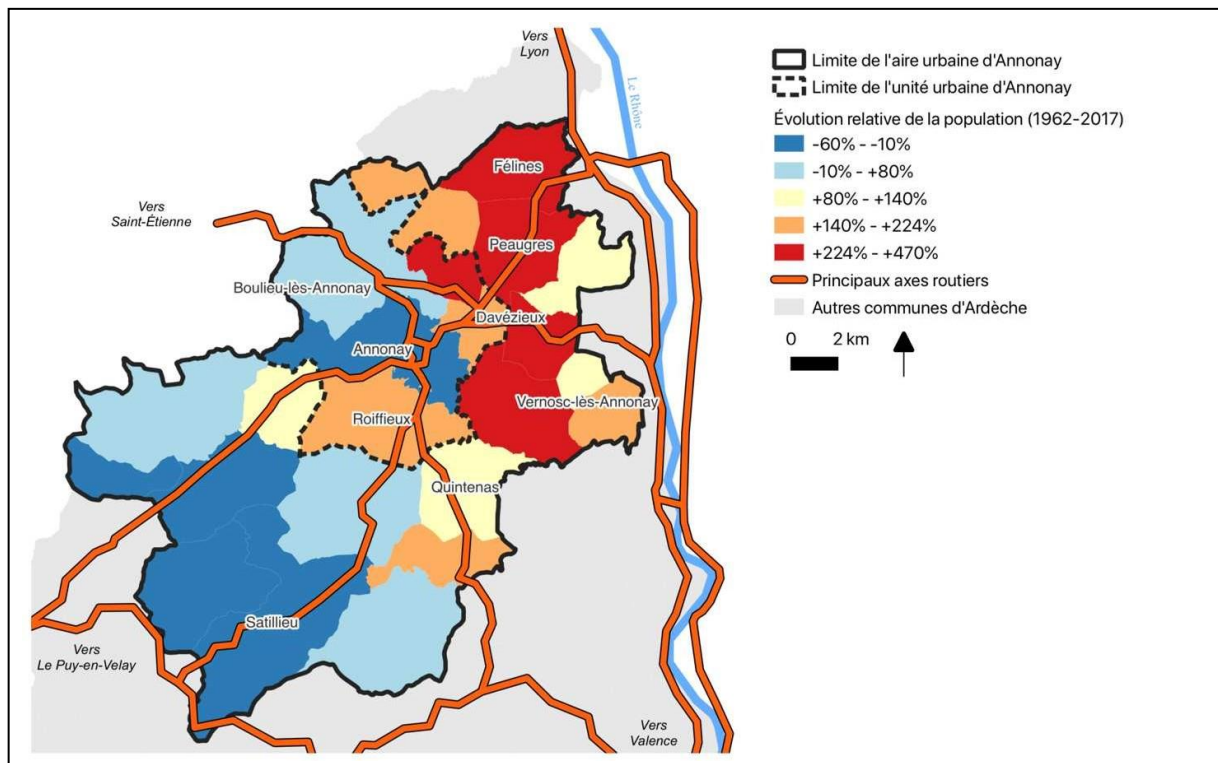 Vers
Lyon
Le Rhône
Félines
Vers
Saint-Étienne
Peaugres
Boulieu-lès-Annonay
Davézieux
Annonay
Vernosc-lès-Annonay
Roiffieux
Quintenas
Satillieu
Vers
Le Puy-en-Velay
Vers
Valence
Limite de l'aire urbaine d'Annonay
Limite de l'unité urbaine d'Annonay
Évolution relative de la population (1962-2017)
-60% - -10%
-10% - +80%
+80% - +140%
+140% - +224%
+224% - +470%
Principaux axes routiers
Autres communes d'Ardèche
0 2 km